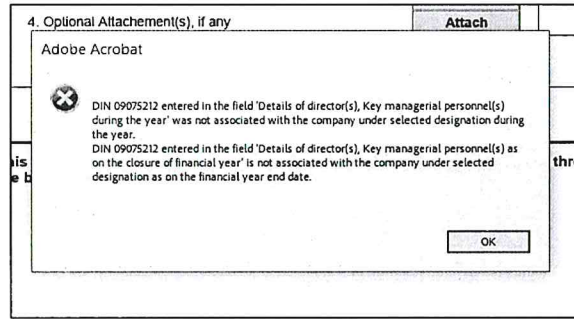 4. Optional Attachement(s), if any
Attach
Adobe Acrobat
DIN 09075212 entered in the field 'Details of director(s), Key managerial personnel(s)
during the year' was not associated with the company under selected designation during
the year.
DIN 09075212 entered in the field 'Details of director(s), Key managerial personnel(s) as
on the closure of financial year' is not associated with the company under selected
designation as on the financial year end date.
OK